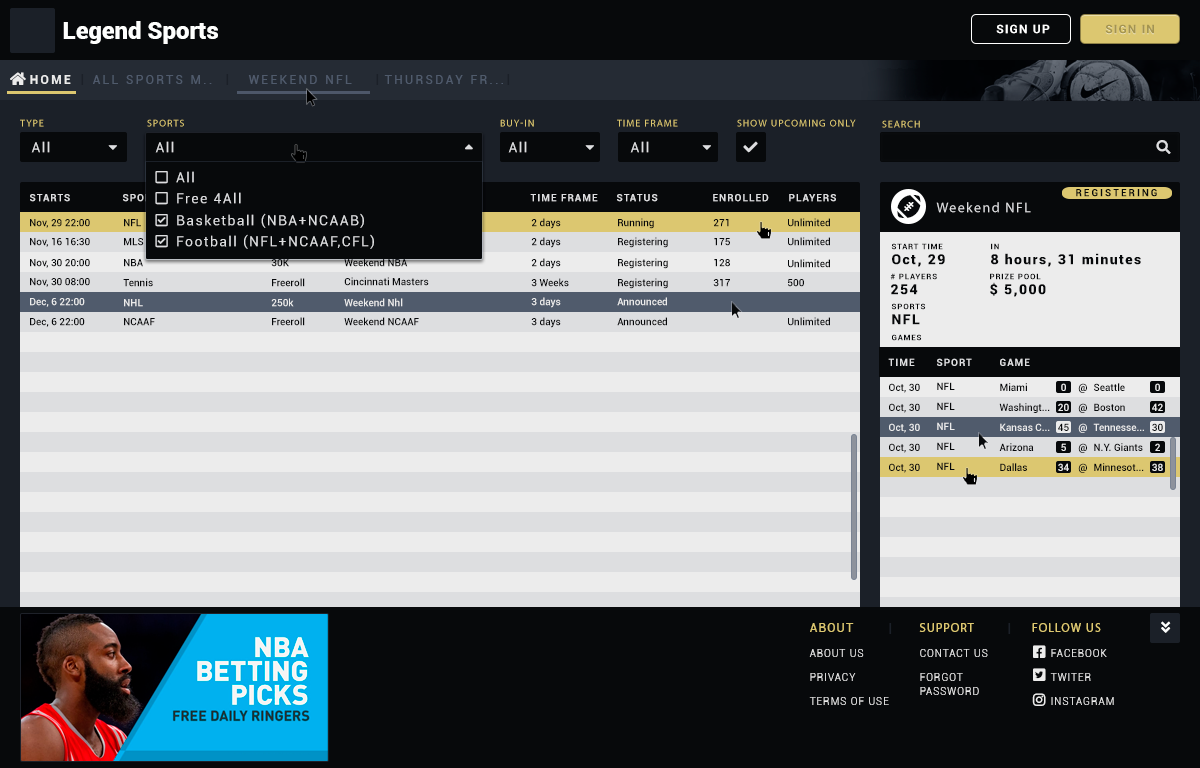 Legend Sports
SIGN UP
SIGN IN
HOME
ALL SPORTS M..
WEEKEND NFL
THURSDAY FR...
TYPE
SPORTS
BUY-IN
TIME FRAME
SHOW UPCOMING ONLY
SEARCH
All
All
All
All
All
Free 4All
Basketball (NBA+NCAAB)
Football (NFL+NCAAF,CFL)
STARTS SPO TIME FRAME STATUS ENROLLED PLAYERS
Nov, 29 22:00 NFL 2 days Running 271 Unlimited
Nov, 16 16:30 MLS 2 days Registering 175 Unlimited
Nov, 30 20:00 NBA 30K Weekend NBA 2 days Registering 128 Unlimited
Nov, 30 08:00 Tennis Freeroll Cincinnati Masters 3 Weeks Registering 317 500
Dec, 6 22:00 NHL 250k Weekend Nhl 3 days Announced
Dec, 6 22:00 NCAAF Freeroll Weekend NCAAF 3 days Announced Unlimited
REGISTERING
Weekend NFL
START TIME IN
Oct, 29 8 hours, 31 minutes
# PLAYERS PRIZE POOL
254 $ 5,000
SPORTS
NFL
GAMES
TIME SPORT GAME
Oct, 30 NFL Miami 0 @ Seattle 0
Oct, 30 NFL Washingt... 20 @ Boston 42
Oct, 30 NFL Kansas C... 45 @ Tennesse... 30
Oct, 30 NFL Arizona 5 @ N.Y. Giants 2
Oct, 30 NFL Dallas 34 @ Minnesot... 38
NBA
BETTING
PICKS
FREE DAILY RINGERS
ABOUT
ABOUT US
PRIVACY
TERMS OF USE
SUPPORT
CONTACT US
FORGOT
PASSWORD
FOLLOW US
FACEBOOK
TWITER
INSTAGRAM